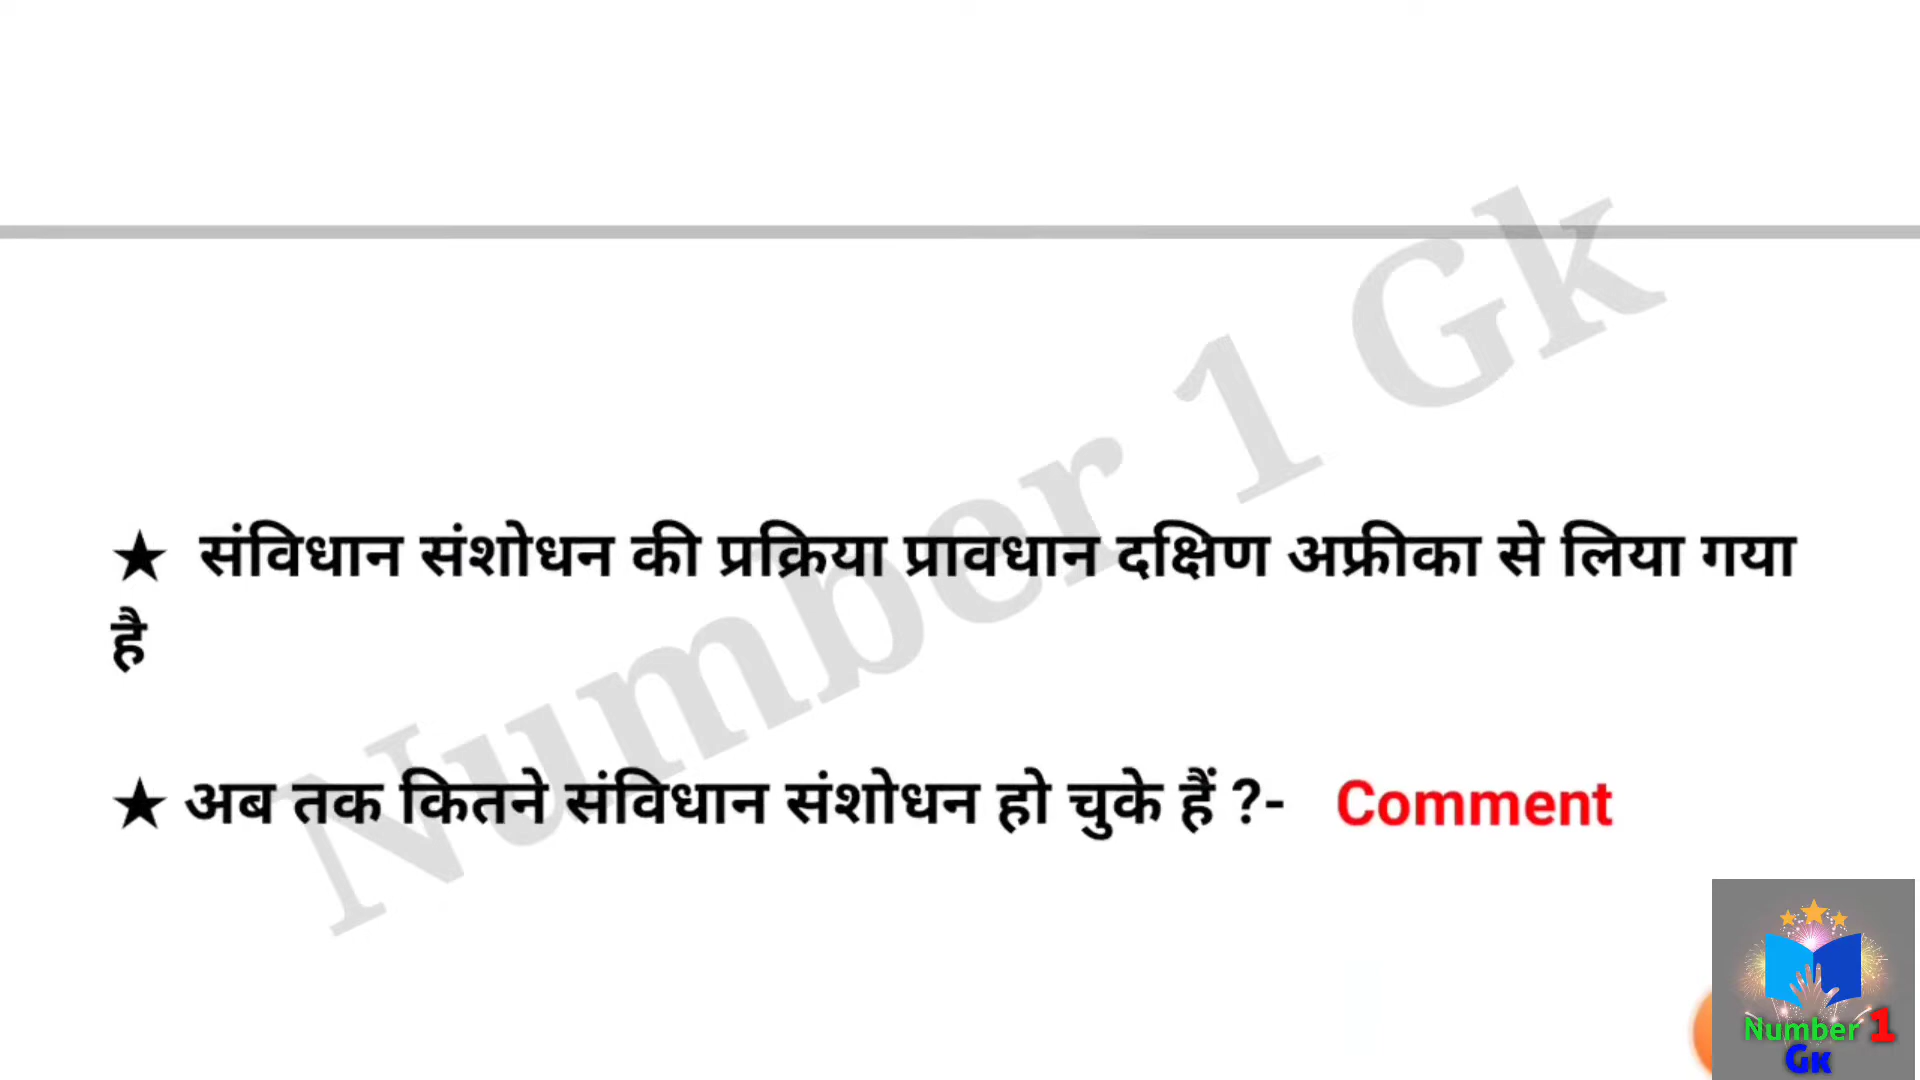 ★ संविधान संशोधन की प्रक्रिया प्रावधान दक्षिण अफ्रीका से लिया गया
है
★ अब तक कितने संविधान संशोधन हो चुके हैं ?- Comment
Number 1 Gk
Number 1
GK